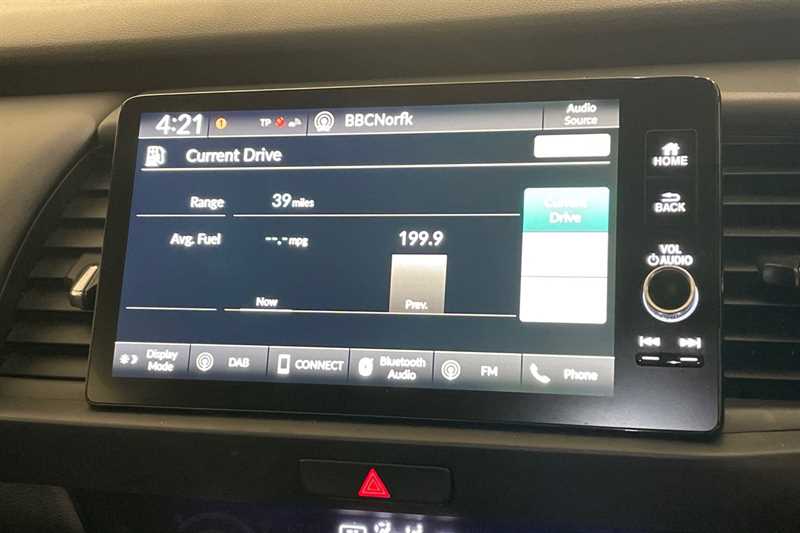 4:21
1
TP
BBCNorfk
Audio
Source
Current Drive
HOME
Range
39 miles
Current
Drive
BACK
Avg. Fuel
--.- mpg
199.9
VOL
AUDIO
Now
Prev.
Display
Mode
DAB
CONNECT
Bluetooth
Audio
FM
Phone